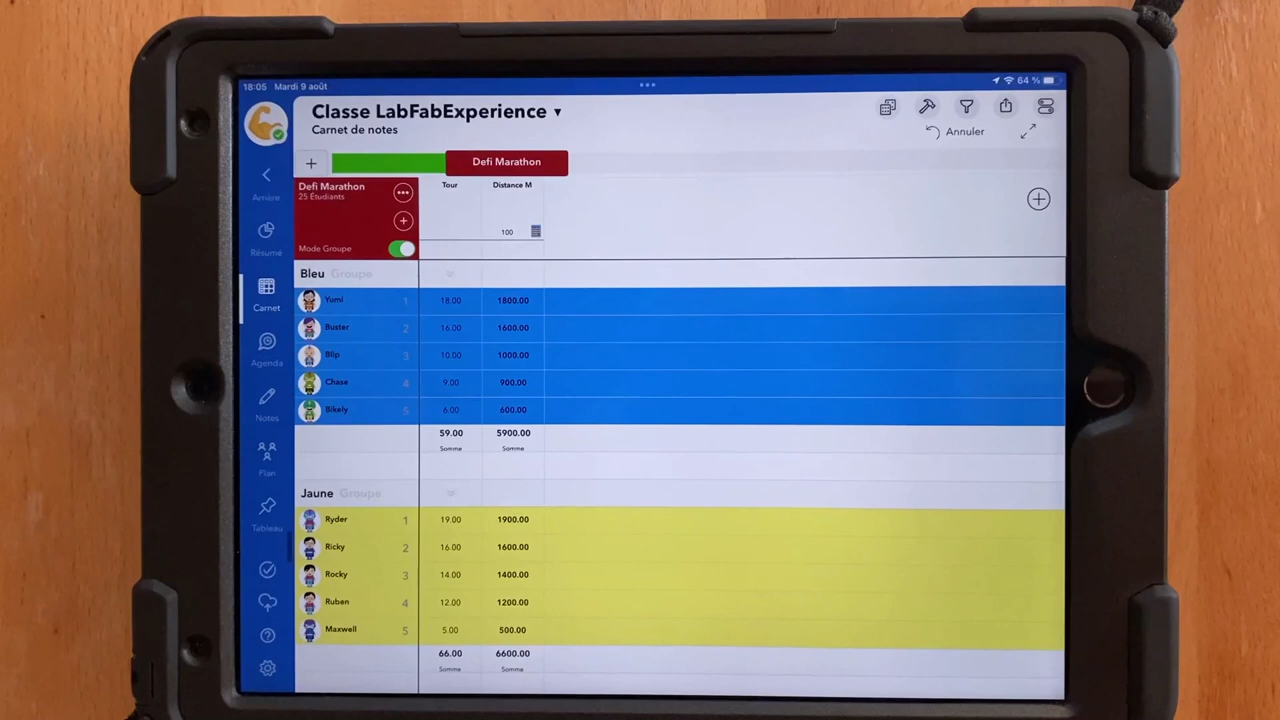 18:05 Mardi 9 août
64 %
Classe LabFabExperience ▾
Carnet de notes
Annuler
+ Defi Marathon
Arrière
Résumé
Carnet
Agenda
Notes
Plan
Tableau
Defi Marathon
25 Étudiants
Mode Groupe
Tour Distance M
100
Bleu Groupe
Yumi 1 18.00 1800.00
Buster 2 16.00 1600.00
Blip 3 10.00 1000.00
Chase 4 9.00 900.00
Bikely 5 6.00 600.00
59.00 5900.00
Somme Somme
Jaune Groupe
Ryder 1 19.00 1900.00
Ricky 2 16.00 1600.00
Rocky 3 14.00 1400.00
Ruben 4 12.00 1200.00
Maxwell 5 5.00 500.00
66.00 6600.00
Somme Somme